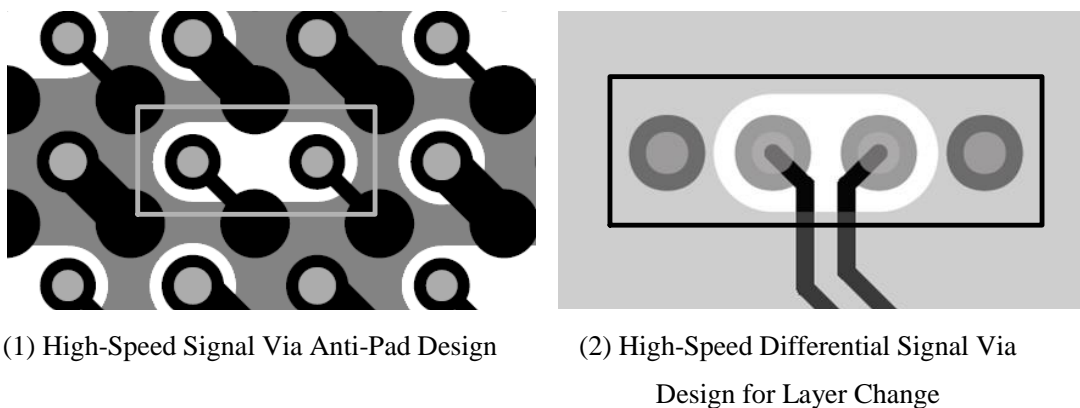 (1) High-Speed Signal Via Anti-Pad Design
(2) High-Speed Differential Signal Via
Design for Layer Change